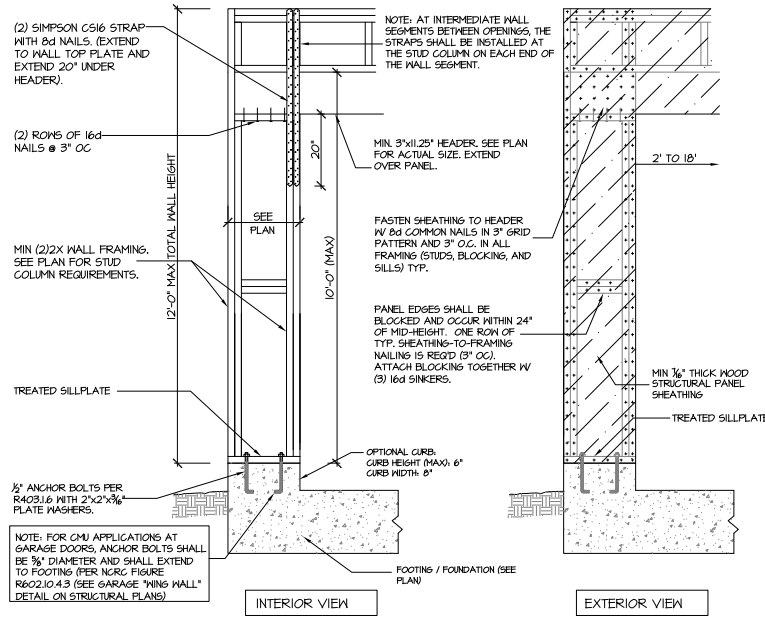 (2) SIMPSON CS16 STRAP
WITH 8d NAILS. (EXTEND
TO WALL TOP PLATE AND
EXTEND 20" UNDER
HEADER).
NOTE: AT INTERMEDIATE WALL
SEGMENTS BETWEEN OPENINGS, THE
STRAPS SHALL BE INSTALLED AT
THE STUD COLUMN ON EACH END OF
THE WALL SEGMENT.
(2) ROWS OF 16d
NAILS @ 3" OC
12'-0" MAX TOTAL WALL HEIGHT
20"
MIN. 3"x11.25" HEADER. SEE PLAN
FOR ACTUAL SIZE. EXTEND
OVER PANEL.
2' TO 18'
SEE
PLAN
10'-0" (MAX)
FASTEN SHEATHING TO HEADER
W/ 8d COMMON NAILS IN 3" GRID
PATTERN AND 3" O.C. IN ALL
FRAMING (STUDS, BLOCKING, AND
SILLS) TYP.
MIN (2)2X WALL FRAMING.
SEE PLAN FOR STUD
COLUMN REQUIREMENTS.
PANEL EDGES SHALL BE
BLOCKED AND OCCUR WITHIN 24"
OF MID-HEIGHT. ONE ROW OF
TYP. SHEATHING-TO-FRAMING
NAILING IS REQ'D (3" OC).
ATTACH BLOCKING TOGETHER W/
(3) 16d SINKERS.
MIN 7/16" THICK WOOD
STRUCTURAL PANEL
SHEATHING
TREATED SILLPLATE
TREATED SILLPLATE
OPTIONAL CURB:
CURB HEIGHT (MAX): 6"
CURB WIDTH: 8"
1/2" ANCHOR BOLTS PER
R403.1.6 WITH 2"x2"x3/16"
PLATE WASHERS.
NOTE: FOR CMU APPLICATIONS AT
GARAGE DOORS, ANCHOR BOLTS SHALL
BE 5/8" DIAMETER AND SHALL EXTEND
TO FOOTING (PER NCRC FIGURE
R602.10.4.3 (SEE GARAGE "WING WALL"
DETAIL ON STRUCTURAL PLANS)
FOOTING / FOUNDATION (SEE
PLAN)
INTERIOR VIEW
EXTERIOR VIEW